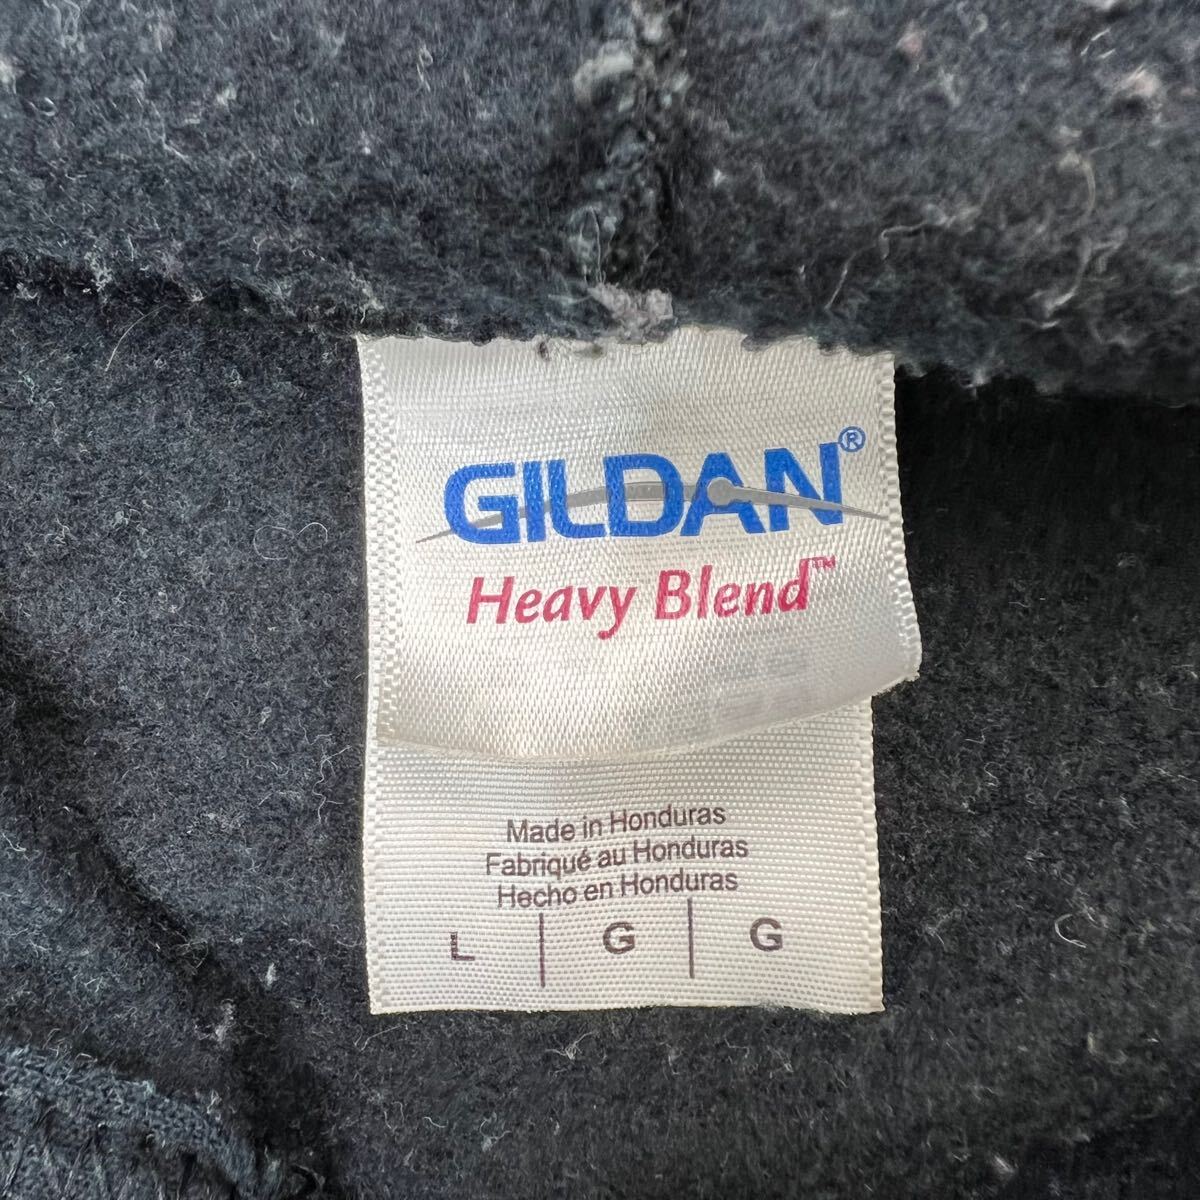 GILDAN®
Heavy Blend™
Made in Honduras
Fabriqué au Honduras
Hecho en Honduras
L | G | G